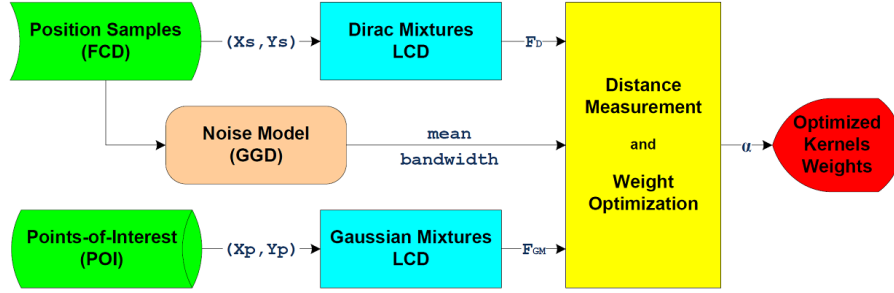 Position Samples
(FCD)
(Xs,Ys)
Dirac Mixtures
LCD
FD
Noise Model
(GGD)
mean
bandwidth
Points-of-Interest
(POI)
(Xp,Yp)
Gaussian Mixtures
LCD
FGM
Distance
Measurement
and
Weight
Optimization
α
Optimized
Kernels
Weights